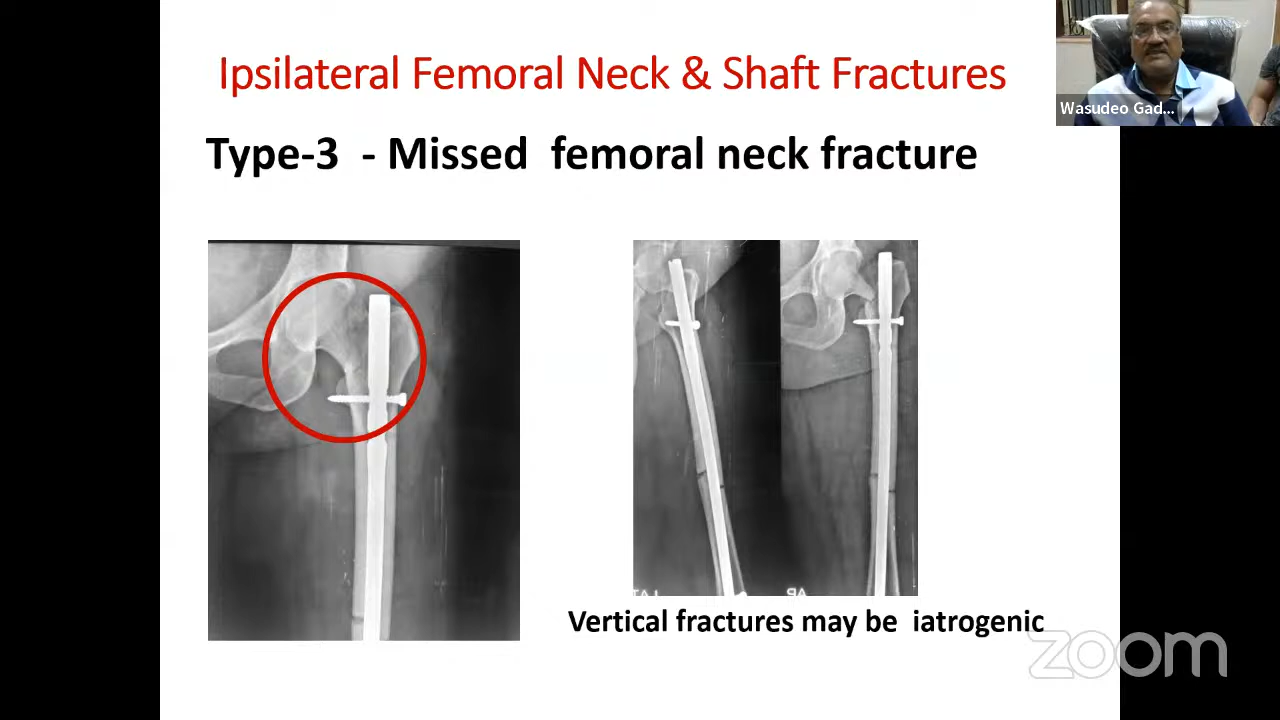 Ipsilateral Femoral Neck & Shaft Fractures
Wasudeo Gad...
Type-3 - Missed femoral neck fracture
AP
Vertical fractures may be iatrogenic
zoom